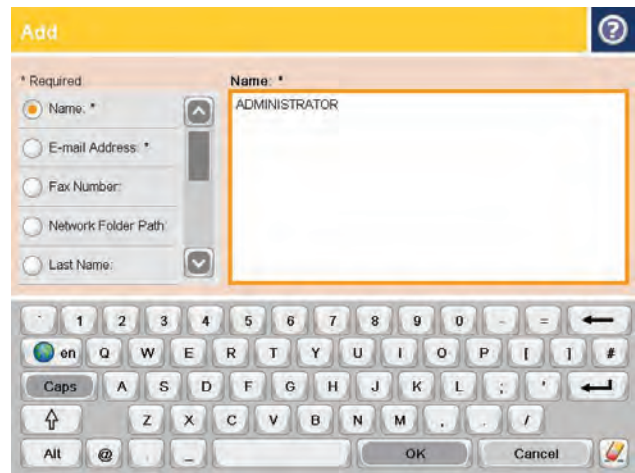 Add
?
* Required
Name: *
Name: *
ADMINISTRATOR
E-mail Address: *
Fax Number:
Network Folder Path:
Last Name:
` 1 2 3 4 5 6 7 8 9 0 - =
en Q W E R T Y U I O P [ ] #
Caps A S D F G H J K L ; '
Z X C V B N M , . /
Alt @ . _ OK Cancel